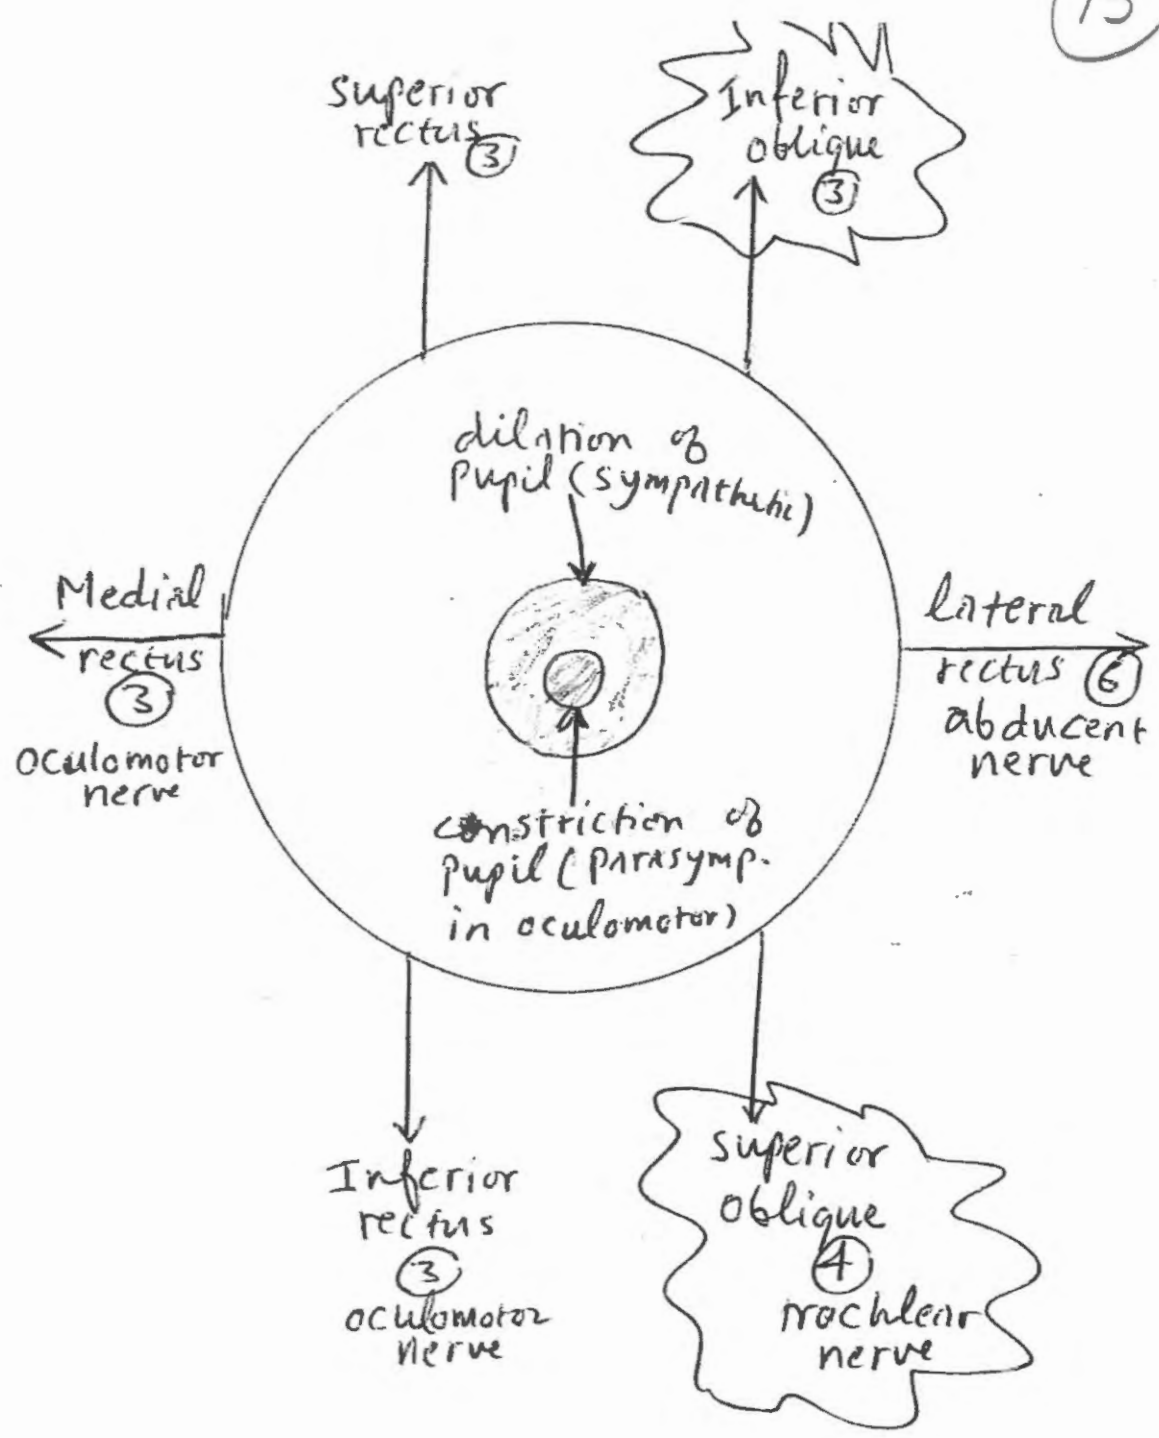 15
superior
rectus
3
Inferior
oblique
3
dilation of
pupil (sympathetic)
Medial
rectus
3
oculomotor
nerve
lateral
rectus 6
abducent
nerve
constriction of
pupil (parasymp.
in oculomotor)
Inferior
rectus
3
oculomotor
nerve
superior
oblique
4
trochlear
nerve